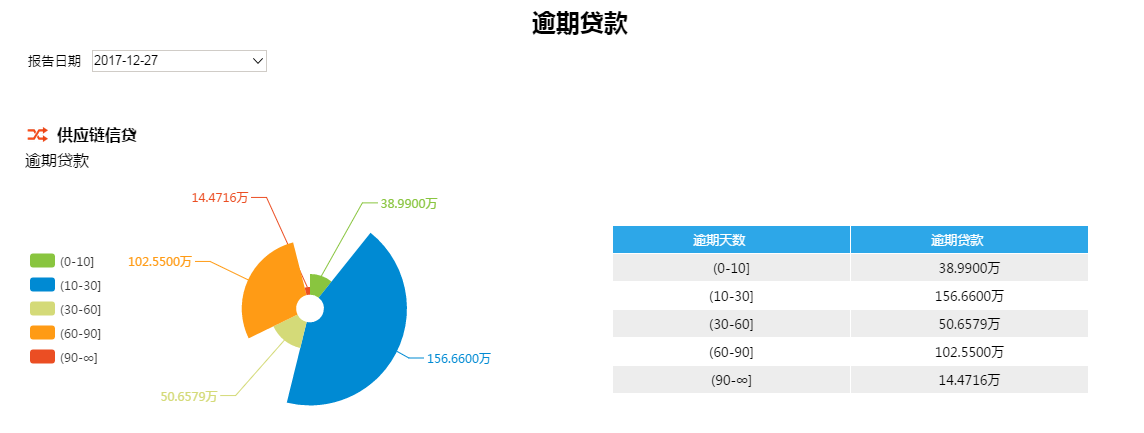 逾期贷款
报告日期 2017-12-27
供应链信贷
逾期贷款
14.4716万
38.9900万
102.5500万
156.6600万
50.6579万
(0-10]
(10-30]
(30-60]
(60-90]
(90-∞]
逾期天数 逾期贷款
(0-10] 38.9900万
(10-30] 156.6600万
(30-60] 50.6579万
(60-90] 102.5500万
(90-∞] 14.4716万